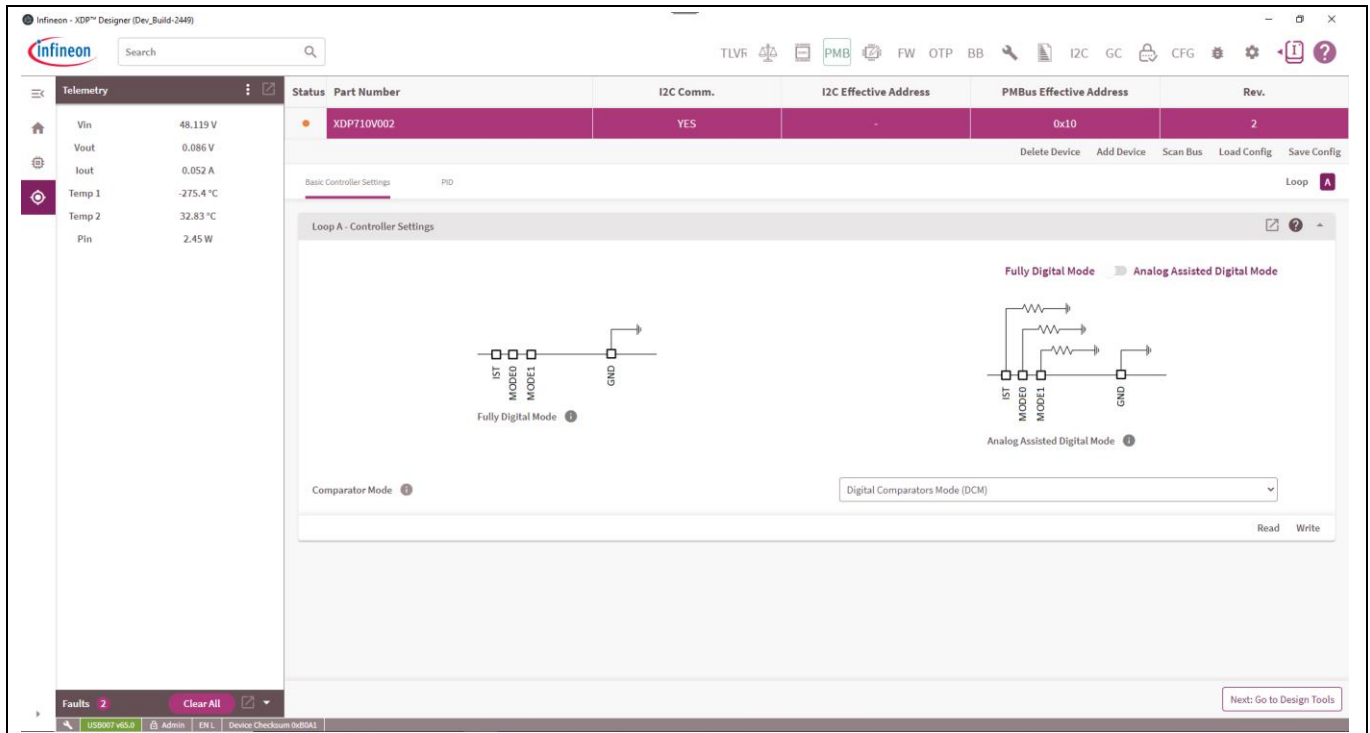 Infineon - XDP™ Designer (Dev_Build-2449)
infineon
Search
TLVR PMB FW OTP BB I2C GC CFG
Telemetry
Vin 48.119 V
Vout 0.086 V
Iout 0.052 A
Temp 1 -275.4 °C
Temp 2 32.83 °C
Pin 2.45 W
Status Part Number I2C Comm. I2C Effective Address PMBus Effective Address Rev.
XDP710V002 YES - 0x10 2
Delete Device Add Device Scan Bus Load Config Save Config
Basic Controller Settings PID Loop A
Loop A - Controller Settings
Fully Digital Mode Analog Assisted Digital Mode
IST
MODE0
MODE1
GND
Fully Digital Mode
IST
MODE0
MODE1
GND
Analog Assisted Digital Mode
Comparator Mode Digital Comparators Mode (DCM)
Read Write
Next: Go to Design Tools
Faults 2 Clear All
USB007 v65.0 Admin EN L Device Checksum 0xB0A1